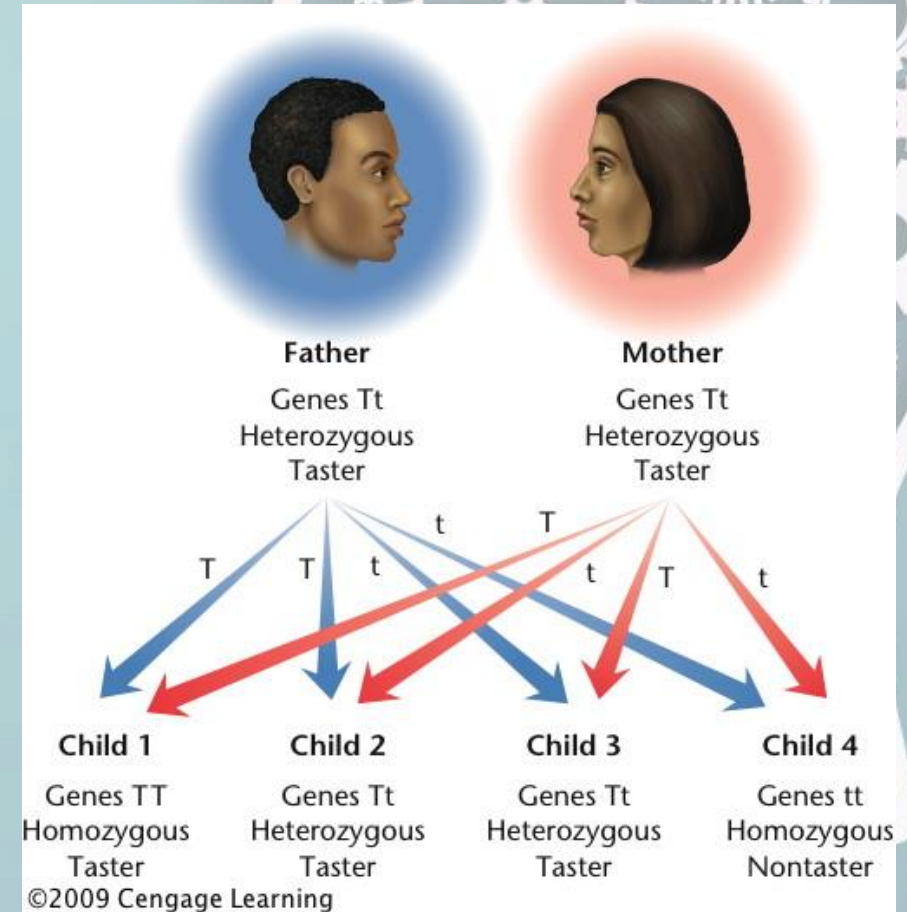 Father
Genes Tt
Heterozygous
Taster
Mother
Genes Tt
Heterozygous
Taster
T
T
t
t
T
t
T
t
Child 1
Genes TT
Homozygous
Taster
Child 2
Genes Tt
Heterozygous
Taster
Child 3
Genes Tt
Heterozygous
Taster
Child 4
Genes tt
Homozygous
Nontaster
©2009 Cengage Learning